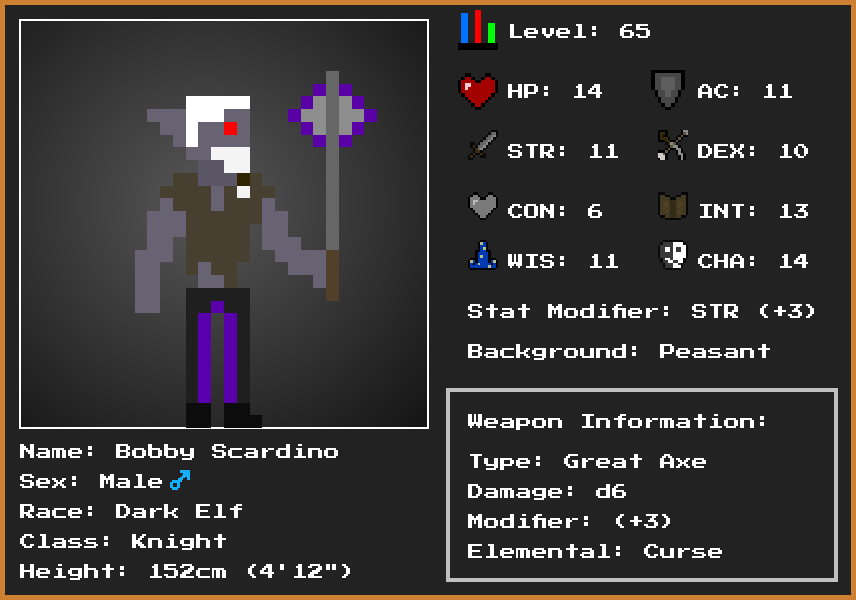 Level: 65
HP: 14 AC: 11
STR: 11 DEX: 10
CON: 6 INT: 13
WIS: 11 CHA: 14
Stat Modifier: STR (+3)
Background: Peasant
Weapon Information:
Type: Great Axe
Damage: d6
Modifier: (+3)
Elemental: Curse
Name: Bobby Scardino
Sex: Male♂
Race: Dark Elf
Class: Knight
Height: 152cm (4'12")